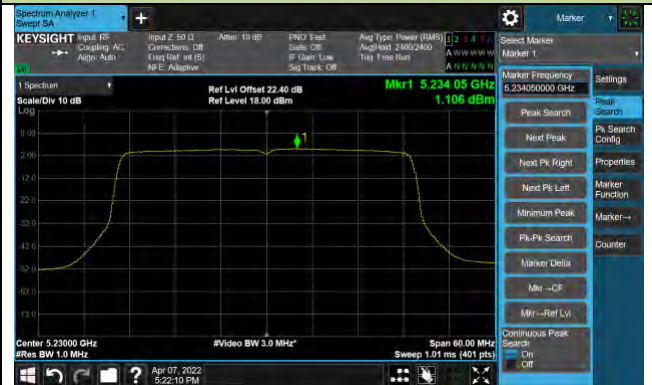 Spectrum Analyzer 1
Swept SA
+
Marker
KEYSIGHT
Input: RF
Coupling: AC
Align: Auto
Input Z: 50 Ω
Corrections: Off
Freq Ref: Int (S)
NFE: Adaptive
Atten: 10 dB
PNO: Fast
Gate: Off
IF Gain: Low
Sig Track: Off
Avg Type: Power (RMS)
Avg|Hold: 2400/2400
Trig: Free Run
1 2 3 4 5 6
A W W W W W
A N N N N N
Select Marker
Marker 1
1 Spectrum
Scale/Div 10 dB
Log
Ref Lvl Offset 22.40 dB
Ref Level 18.00 dBm
Mkr1 5.234 05 GHz
1.106 dBm
1
Marker Frequency
5.234050000 GHz
Settings
Peak Search
Peak
Search
Next Peak
Pk Search
Config
Next Pk Right
Properties
Next Pk Left
Marker
Function
Minimum Peak
Marker→
Pk-Pk Search
Counter
Marker Delta
Mkr→CF
Mkr→Ref Lvl
Continuous Peak
Search
On
Off
Center 5.23000 GHz
#Res BW 1.0 MHz
#Video BW 3.0 MHz*
Span 60.00 MHz
Sweep 1.01 ms (401 pts)
?
Apr 07, 2022
5:22:10 PM